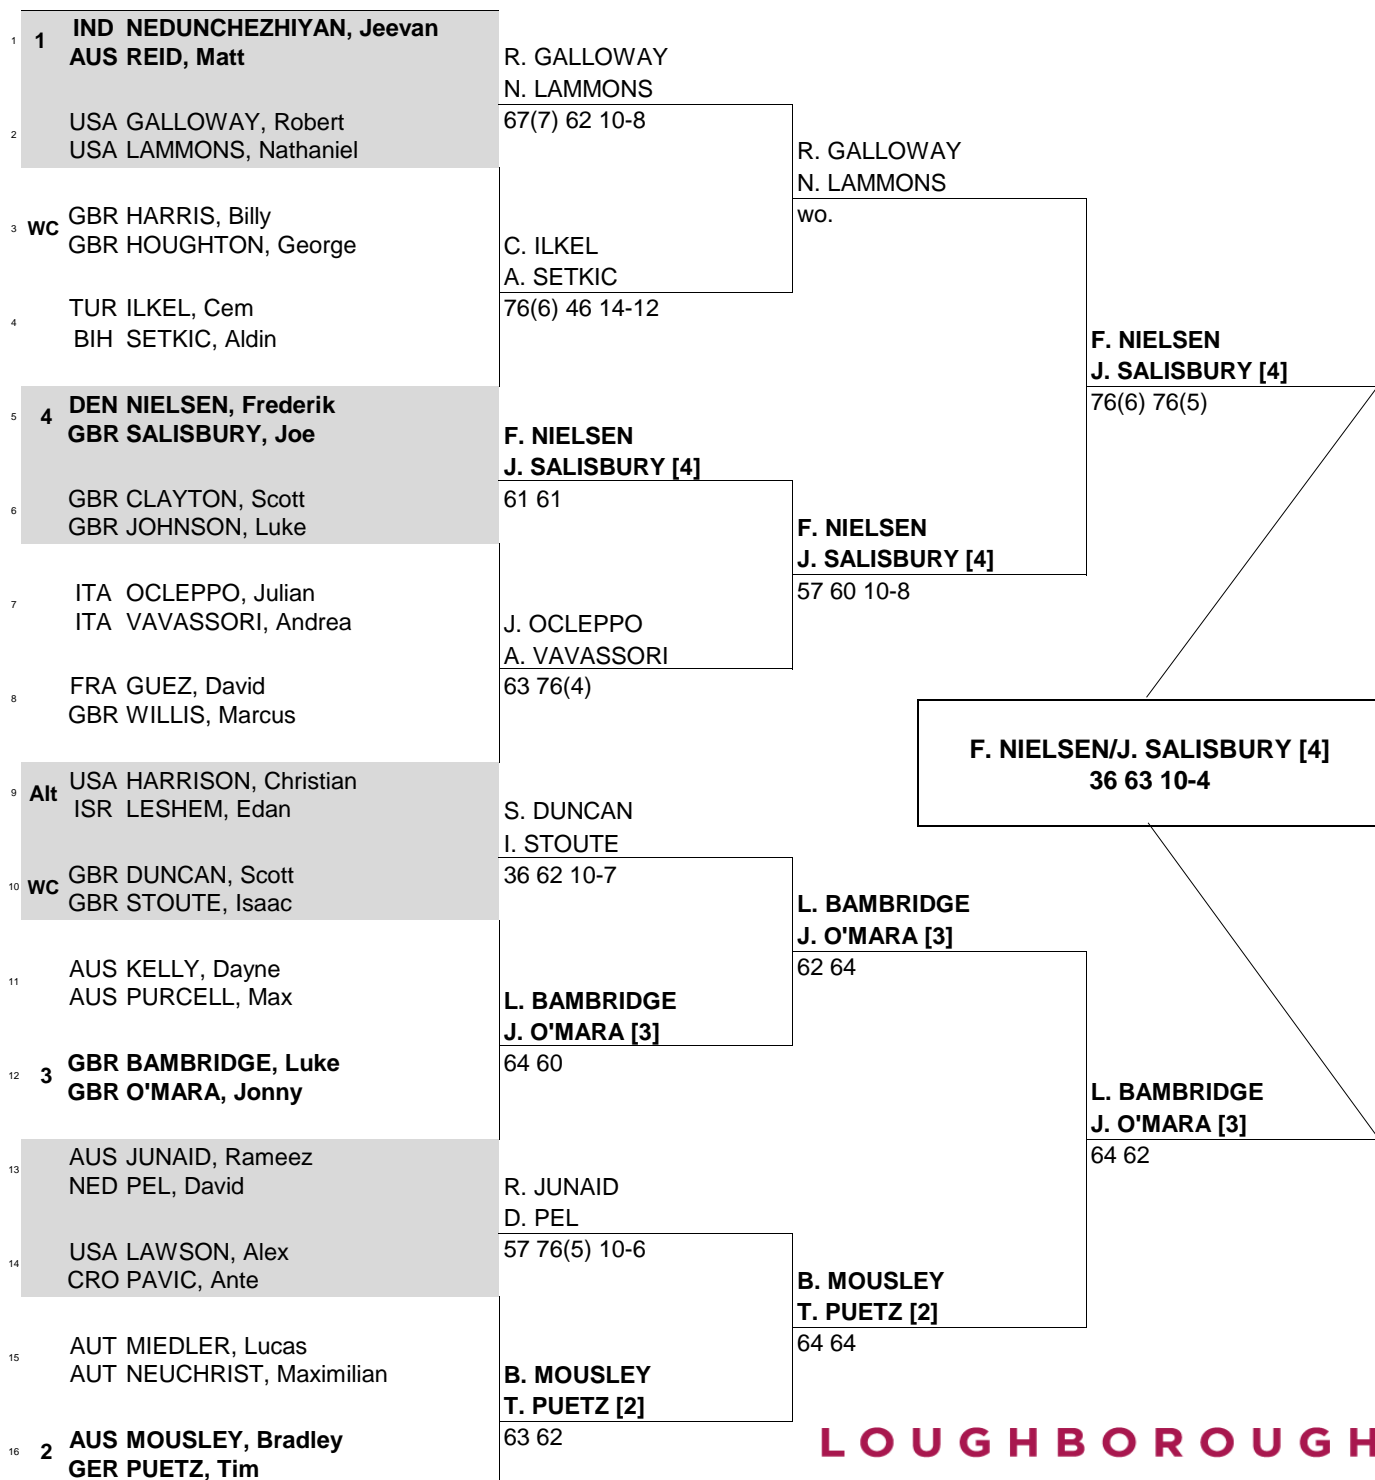 1 1 IND NEDUNCHEZHIYAN, Jeevan
AUS REID, Matt
2 USA GALLOWAY, Robert
USA LAMMONS, Nathaniel
3 WC GBR HARRIS, Billy
GBR HOUGHTON, George
4 TUR ILKEL, Cem
BIH SETKIC, Aldin
5 4 DEN NIELSEN, Frederik
GBR SALISBURY, Joe
6 GBR CLAYTON, Scott
GBR JOHNSON, Luke
7 ITA OCLEPPO, Julian
ITA VAVASSORI, Andrea
8 FRA GUEZ, David
GBR WILLIS, Marcus
9 Alt USA HARRISON, Christian
ISR LESHEM, Edan
10 WC GBR DUNCAN, Scott
GBR STOUTE, Isaac
11 AUS KELLY, Dayne
AUS PURCELL, Max
12 3 GBR BAMBRIDGE, Luke
GBR O'MARA, Jonny
13 AUS JUNAID, Rameez
NED PEL, David
14 USA LAWSON, Alex
CRO PAVIC, Ante
15 AUT MIEDLER, Lucas
AUT NEUCHRIST, Maximilian
16 2 AUS MOUSLEY, Bradley
GER PUETZ, Tim
R. GALLOWAY
N. LAMMONS
67(7) 62 10-8
C. ILKEL
A. SETKIC
76(6) 46 14-12
F. NIELSEN
J. SALISBURY [4]
61 61
J. OCLEPPO
A. VAVASSORI
63 76(4)
S. DUNCAN
I. STOUTE
36 62 10-7
L. BAMBRIDGE
J. O'MARA [3]
64 60
R. JUNAID
D. PEL
57 76(5) 10-6
B. MOUSLEY
T. PUETZ [2]
63 62
R. GALLOWAY
N. LAMMONS
wo.
F. NIELSEN
J. SALISBURY [4]
57 60 10-8
L. BAMBRIDGE
J. O'MARA [3]
62 64
B. MOUSLEY
T. PUETZ [2]
64 64
F. NIELSEN
J. SALISBURY [4]
76(6) 76(5)
L. BAMBRIDGE
J. O'MARA [3]
64 62
F. NIELSEN/J. SALISBURY [4]
36 63 10-4
LOUGHBOROUGH